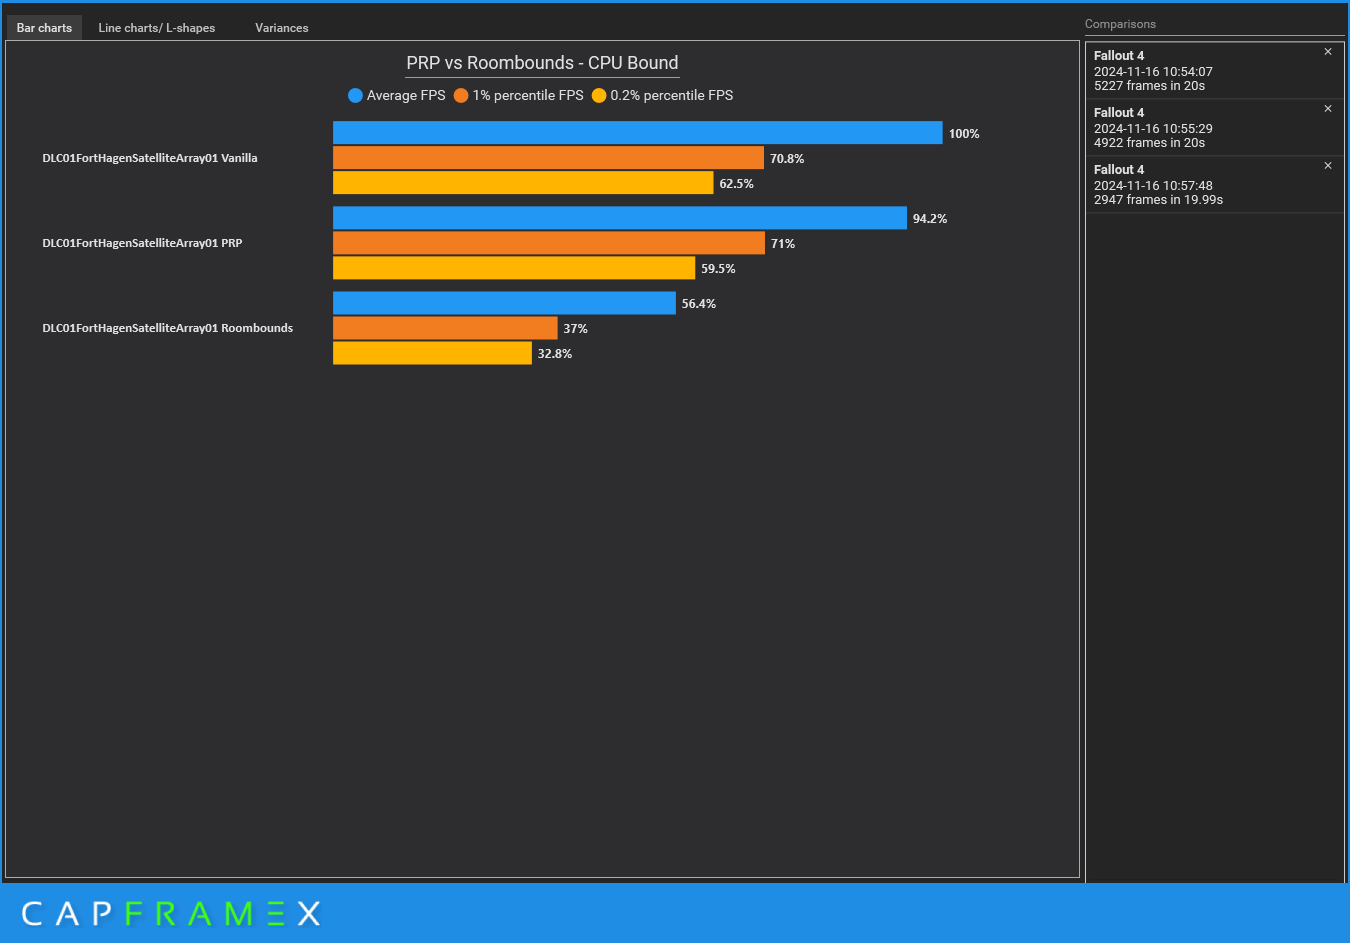 Bar charts Line charts/ L-shapes Variances
Comparisons
PRP vs Roombounds - CPU Bound
Average FPS 1% percentile FPS 0.2% percentile FPS
DLC01FortHagenSatelliteArray01 Vanilla
100%
70.8%
62.5%
DLC01FortHagenSatelliteArray01 PRP
94.2%
71%
59.5%
DLC01FortHagenSatelliteArray01 Roombounds
56.4%
37%
32.8%
Fallout 4
2024-11-16 10:54:07
5227 frames in 20s
Fallout 4
2024-11-16 10:55:29
4922 frames in 20s
Fallout 4
2024-11-16 10:57:48
2947 frames in 19.99s
CAPFRAMEX